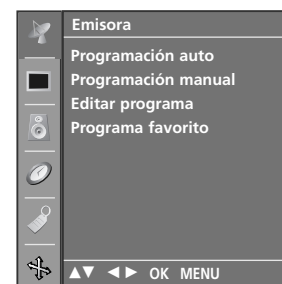 Emisora
Programación auto
Programación manual
Editar programa
Programa favorito
▲▼ ◄► OK MENU